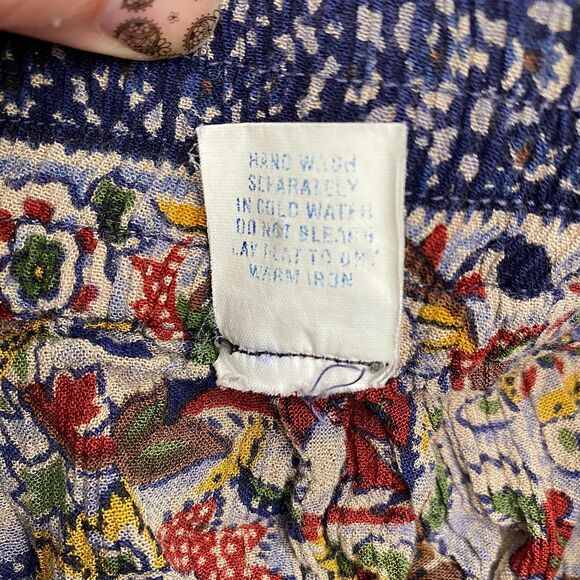 HAND WASH
SEPARATELY
IN COLD WATER
DO NOT BLEACH
LAY FLAT TO DRY
WARM IRON